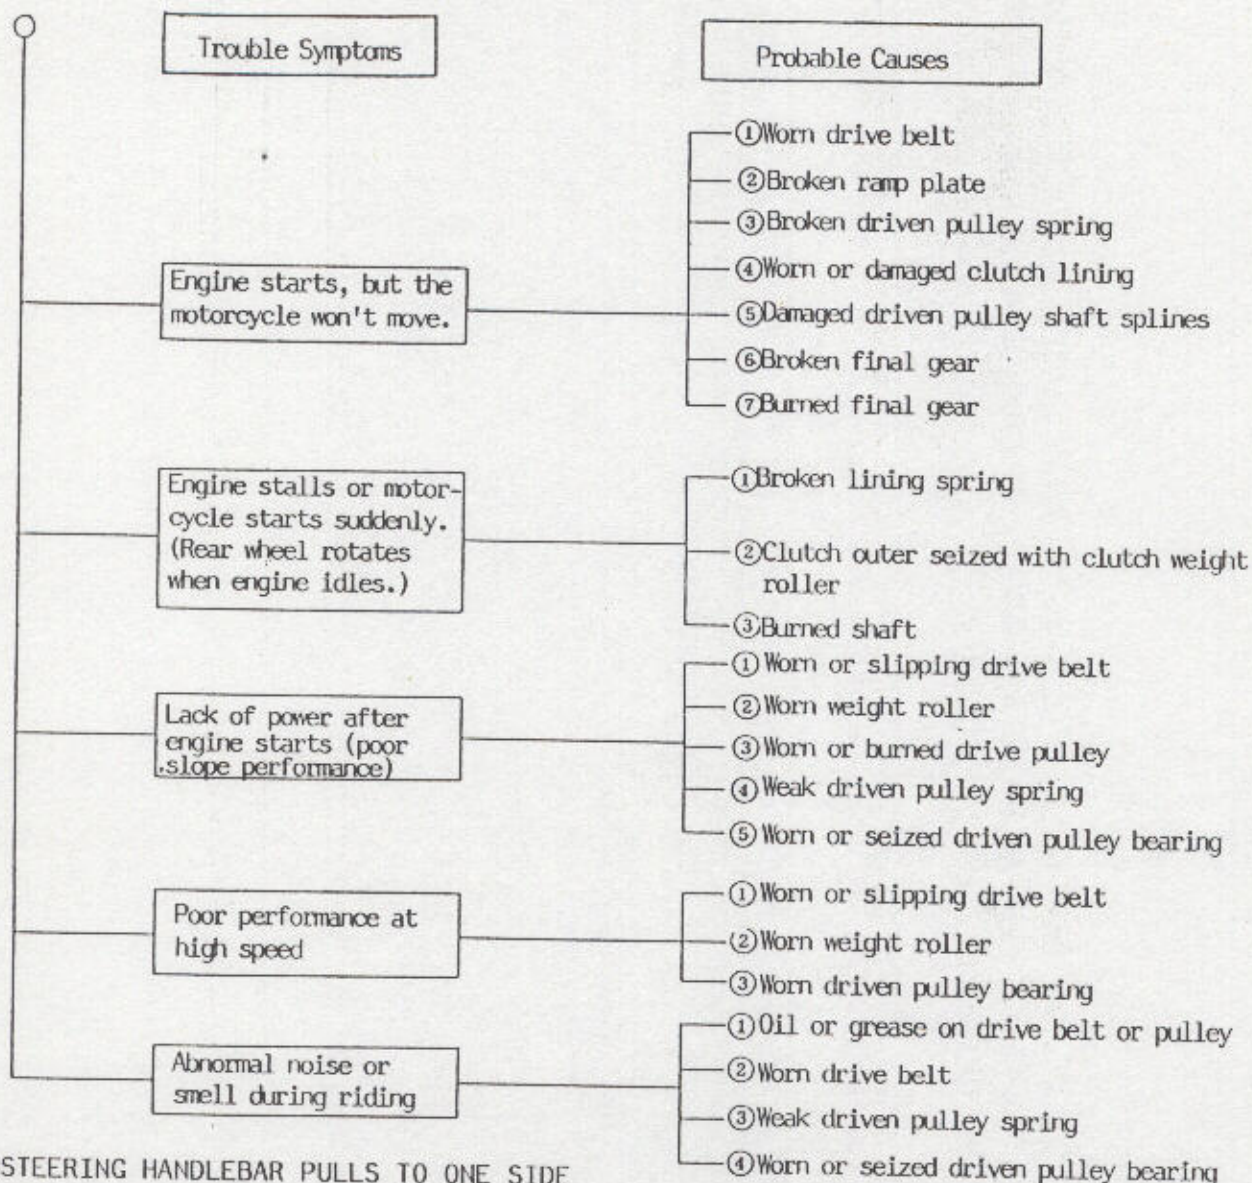 Trouble Symptoms
Probable Causes
Engine starts, but the
motorcycle won't move.
①Worn drive belt
②Broken ramp plate
③Broken driven pulley spring
④Worn or damaged clutch lining
⑤Damaged driven pulley shaft splines
⑥Broken final gear
⑦Burned final gear
Engine stalls or motor-
cycle starts suddenly.
(Rear wheel rotates
when engine idles.)
①Broken lining spring
②Clutch outer seized with clutch weight
roller
③Burned shaft
Lack of power after
engine starts (poor
slope performance)
①Worn or slipping drive belt
②Worn weight roller
③Worn or burned drive pulley
④Weak driven pulley spring
⑤Worn or seized driven pulley bearing
Poor performance at
high speed
①Worn or slipping drive belt
②Worn weight roller
③Worn driven pulley bearing
Abnormal noise or
smell during riding
①Oil or grease on drive belt or pulley
②Worn drive belt
③Weak driven pulley spring
④Worn or seized driven pulley bearing
STEERING HANDLEBAR PULLS TO ONE SIDE